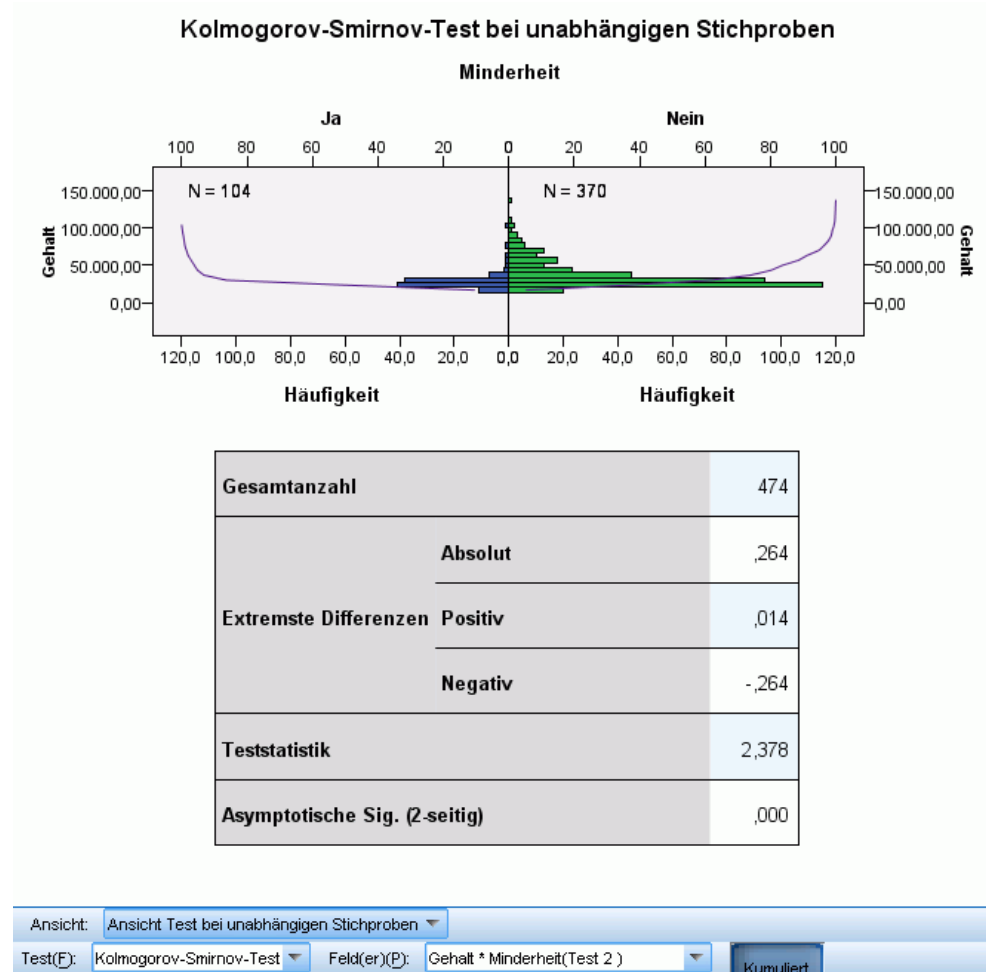 Kolmogorov-Smirnov-Test bei unabhängigen Stichproben
Minderheit
Ja Nein
100 80 60 40 20 0 20 40 60 80 100
N = 104 N = 370
150.000,00 150.000,00
100.000,00 100.000,00
50.000,00 50.000,00
0,00 0,00
Gehalt Gehalt
120,0 100,0 80,0 60,0 40,0 20,0 0,0 20,0 40,0 60,0 80,0 100,0 120,0
Häufigkeit Häufigkeit
Gesamtanzahl 474
Extremste Differenzen Absolut ,264
Positiv ,014
Negativ -,264
Teststatistik 2,378
Asymptotische Sig. (2-seitig) ,000
Ansicht: Ansicht Test bei unabhängigen Stichproben
Test(F): Kolmogorov-Smirnov-Test Feld(er)(P): Gehalt * Minderheit(Test 2 ) Kumuliert